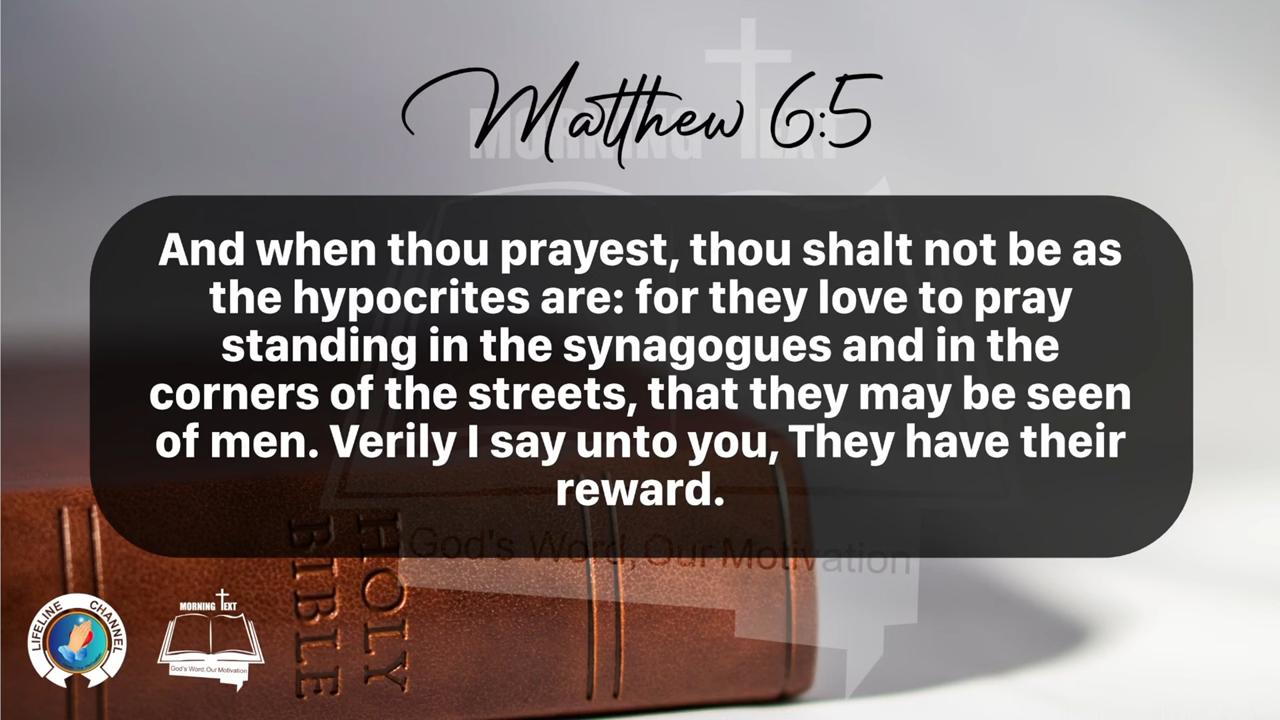 Matthew 6:5
MORNING TEXT
And when thou prayest, thou shalt not be as
the hypocrites are: for they love to pray
standing in the synagogues and in the
corners of the streets, that they may be seen
of men. Verily I say unto you, They have their
reward.
God's Word, Our Motivation
HOLY
BIBLE
LIFELINE CHANNEL
MORNING TEXT
God's Word, Our Motivation